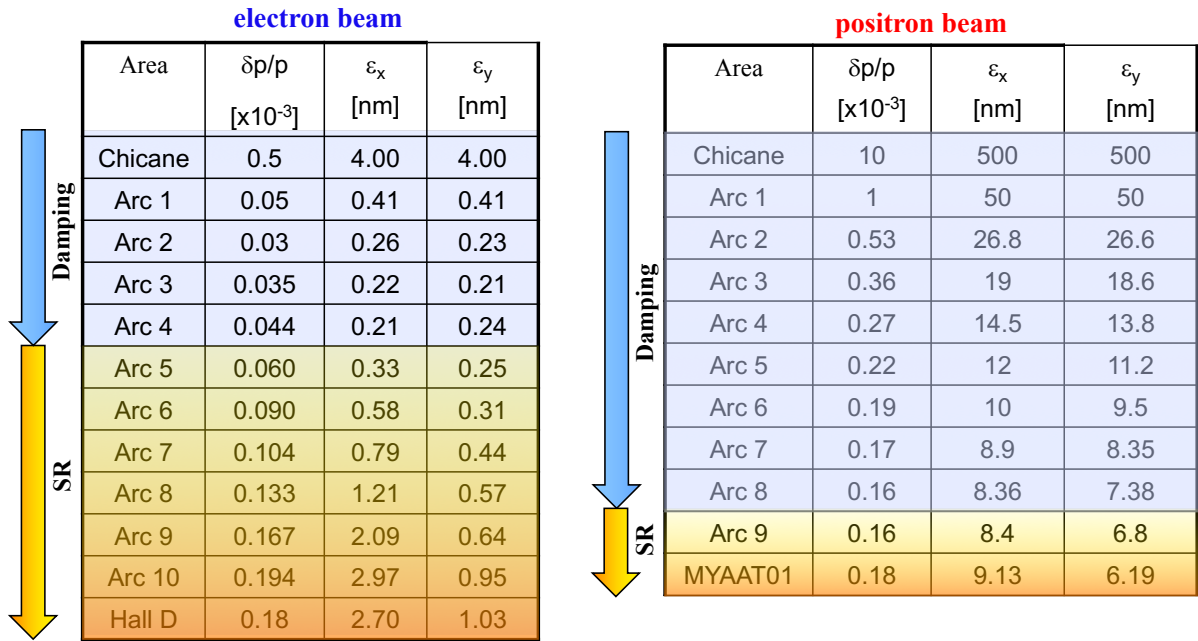 electron beam
Area δp/p εx εy
[x10-3] [nm] [nm]
Chicane 0.5 4.00 4.00
Arc 1 0.05 0.41 0.41
Arc 2 0.03 0.26 0.23
Arc 3 0.035 0.22 0.21
Arc 4 0.044 0.21 0.24
Arc 5 0.060 0.33 0.25
Arc 6 0.090 0.58 0.31
Arc 7 0.104 0.79 0.44
Arc 8 0.133 1.21 0.57
Arc 9 0.167 2.09 0.64
Arc 10 0.194 2.97 0.95
Hall D 0.18 2.70 1.03
Damping
SR
positron beam
Area δp/p εx εy
[x10-3] [nm] [nm]
Chicane 10 500 500
Arc 1 1 50 50
Arc 2 0.53 26.8 26.6
Arc 3 0.36 19 18.6
Arc 4 0.27 14.5 13.8
Arc 5 0.22 12 11.2
Arc 6 0.19 10 9.5
Arc 7 0.17 8.9 8.35
Arc 8 0.16 8.36 7.38
Arc 9 0.16 8.4 6.8
MYAAT01 0.18 9.13 6.19
Damping
SR